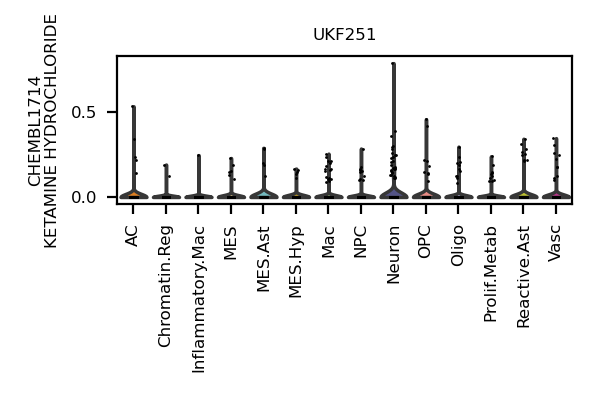 UKF251
CHEMBL1714
KETAMINE HYDROCHLORIDE
0.5
0.0
AC
Chromatin.Reg
Inflammatory.Mac
MES
MES.Ast
MES.Hyp
Mac
NPC
Neuron
OPC
Oligo
Prolif.Metab
Reactive.Ast
Vasc